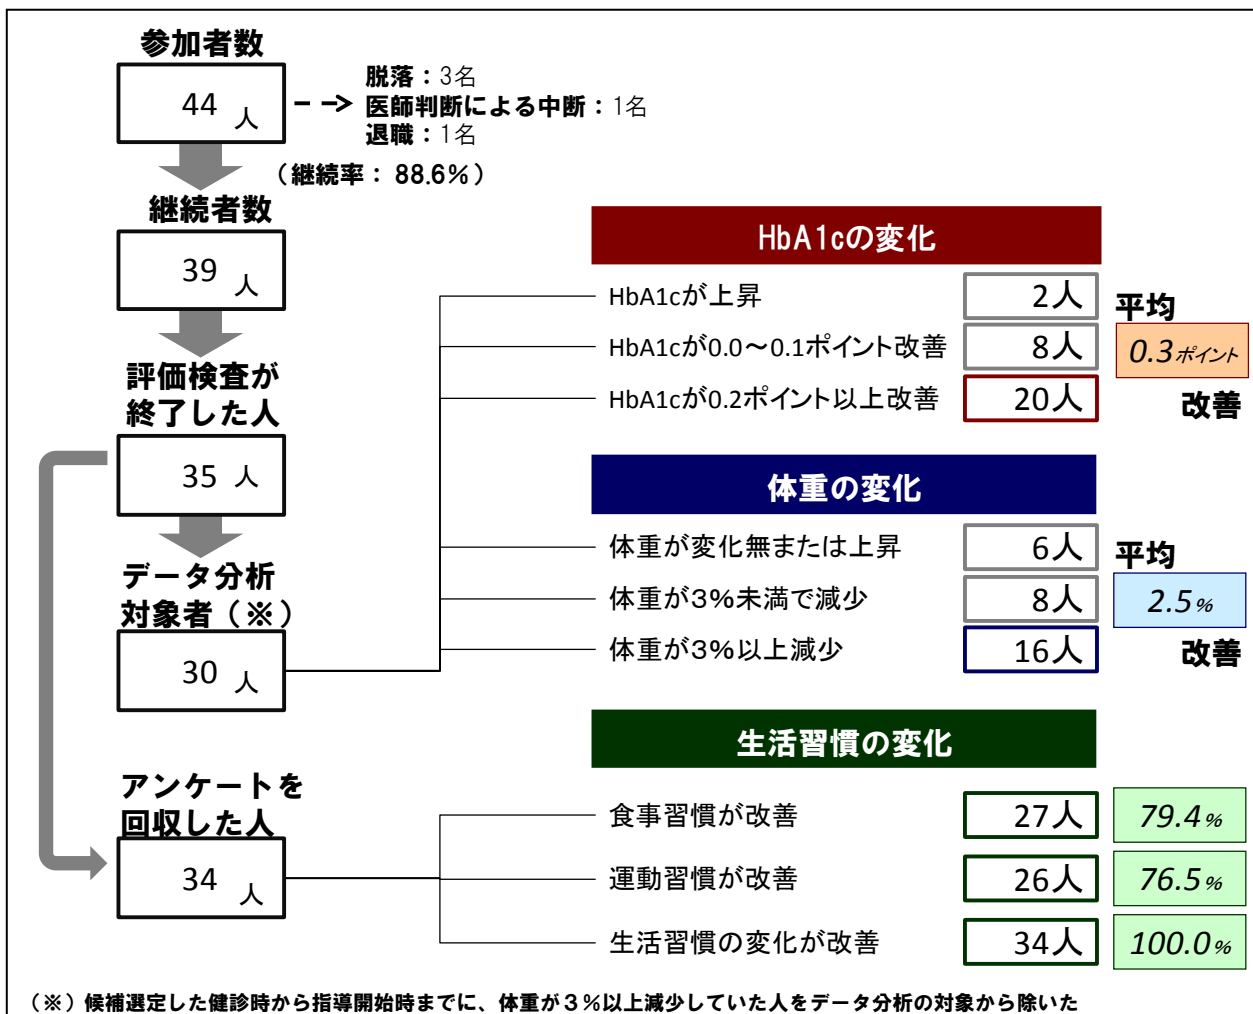 参加者数
44 人
脱落：3名
医師判断による中断：1名
退職：1名
（継続率： 88.6％）
継続者数
39 人
評価検査が
終了した人
35 人
データ分析
対象者（※）
30 人
アンケートを
回収した人
34 人
HbA1cの変化
HbA1cが上昇 2人
HbA1cが0.0～0.1ポイント改善 8人
HbA1cが0.2ポイント以上改善 20人
平均
0.3ポイント
改善
体重の変化
体重が変化無または上昇 6人
体重が3％未満で減少 8人
体重が3％以上減少 16人
平均
2.5％
改善
生活習慣の変化
食事習慣が改善 27人 79.4％
運動習慣が改善 26人 76.5％
生活習慣の変化が改善 34人 100.0％
（※）候補選定した健診時から指導開始時までに、体重が３％以上減少していた人をデータ分析の対象から除いた